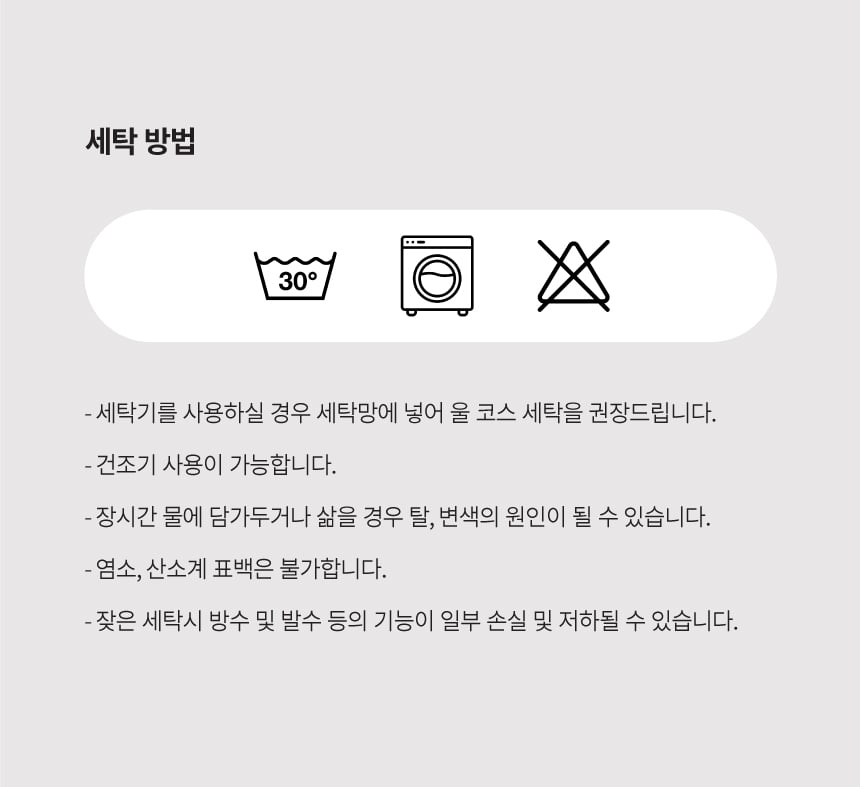 세탁 방법
30°
- 세탁기를 사용하실 경우 세탁망에 넣어 울 코스 세탁을 권장드립니다.
- 건조기 사용이 가능합니다.
- 장시간 물에 담가두거나 삶을 경우 탈, 변색의 원인이 될 수 있습니다.
- 염소, 산소계 표백은 불가합니다.
- 잦은 세탁시 방수 및 발수 등의 기능이 일부 손실 및 저하될 수 있습니다.